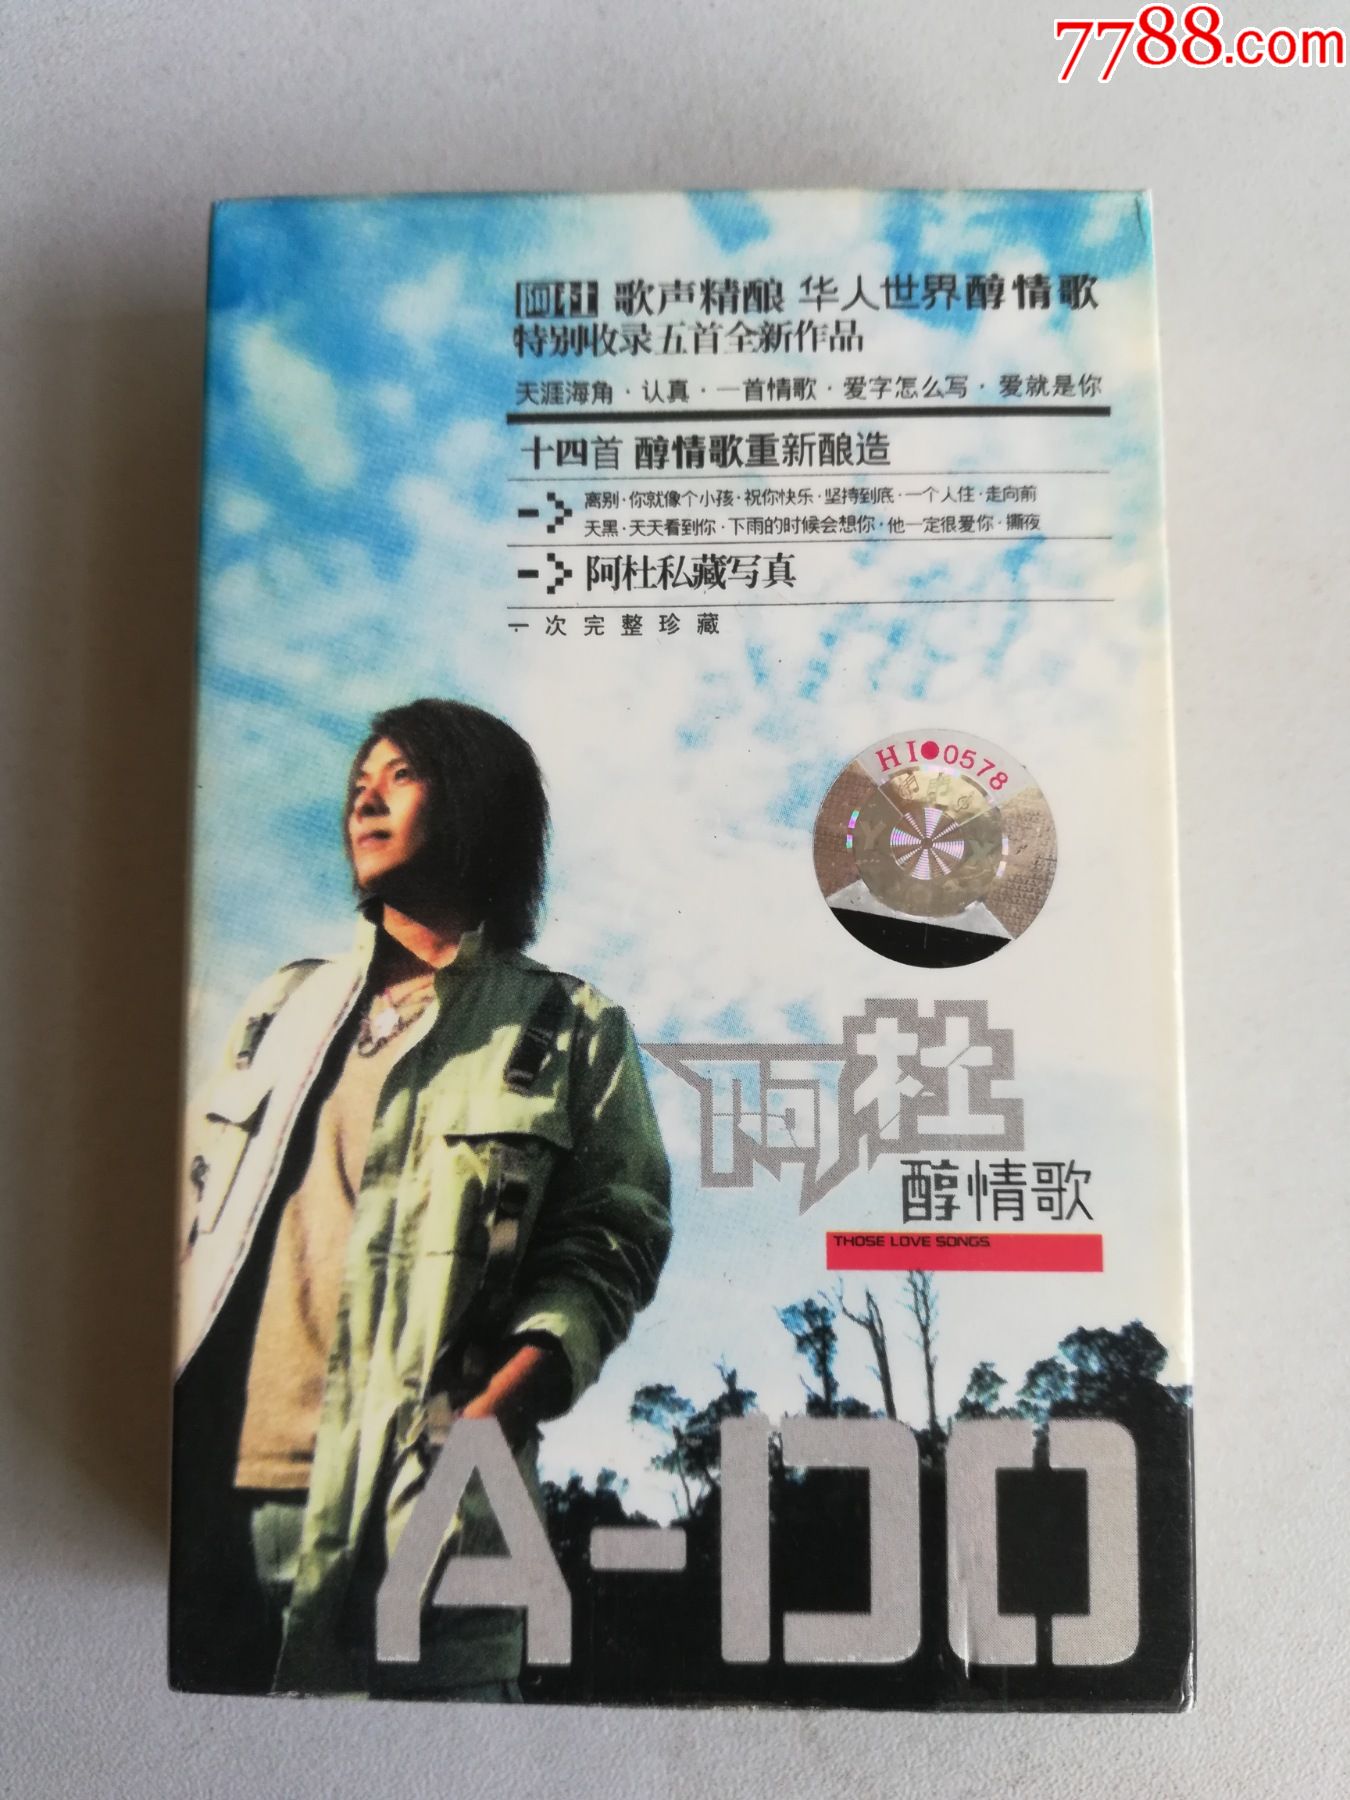 7788.com
阿杜 歌声精酿 华人世界醇情歌
特别收录五首全新作品
天涯海角·认真·一首情歌·爱字怎么写·爱就是你
十四首 醇情歌重新酿造
离别·你就像个小孩·祝你快乐·坚持到底·一个人住·走向前
天黑·天天看到你·下雨的时候会想你·他一定很爱你·撕夜
阿杜私藏写真
一次完整珍藏
HI●0578
阿杜
醇情歌
THOSE LOVE SONGS
A-DO